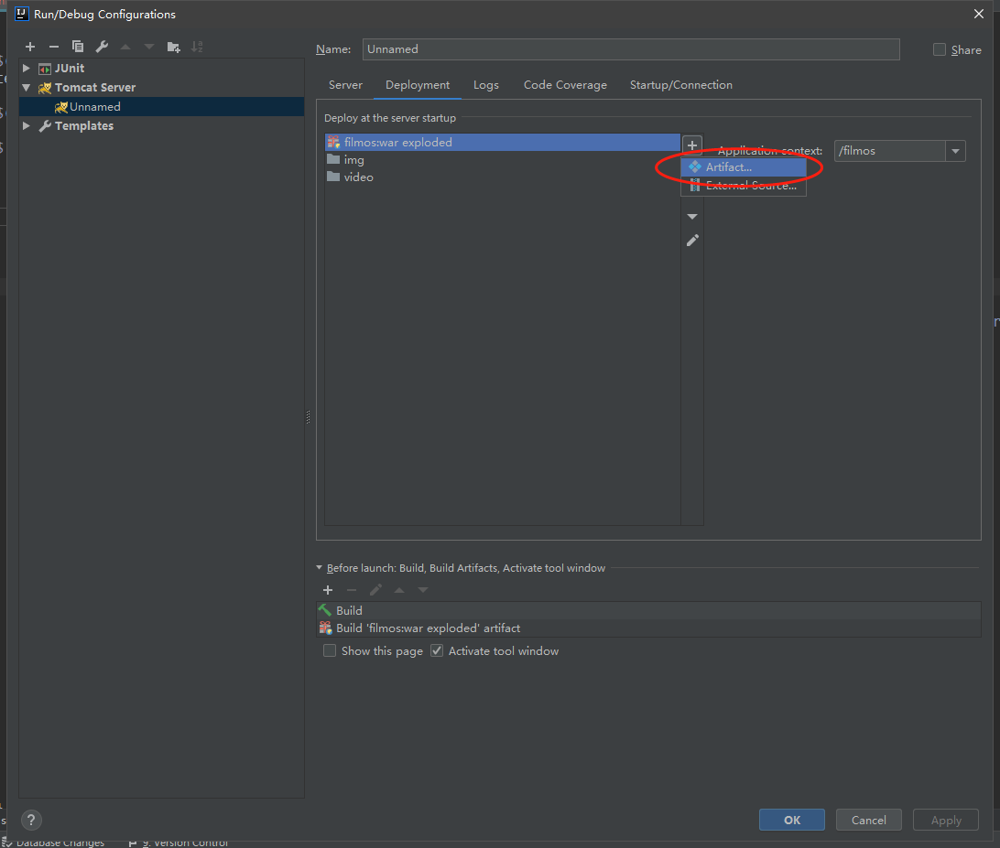 Run/Debug Configurations
Name: Unnamed Share
JUnit
Tomcat Server
Unnamed
Templates
Server Deployment Logs Code Coverage Startup/Connection
Deploy at the server startup
filmos:war exploded
img
video
Application context: /filmos
Artifact...
External Source...
Before launch: Build, Build Artifacts, Activate tool window
Build
Build 'filmos:war exploded' artifact
Show this page Activate tool window
? OK Cancel Apply
Database Changes 9: Version Control